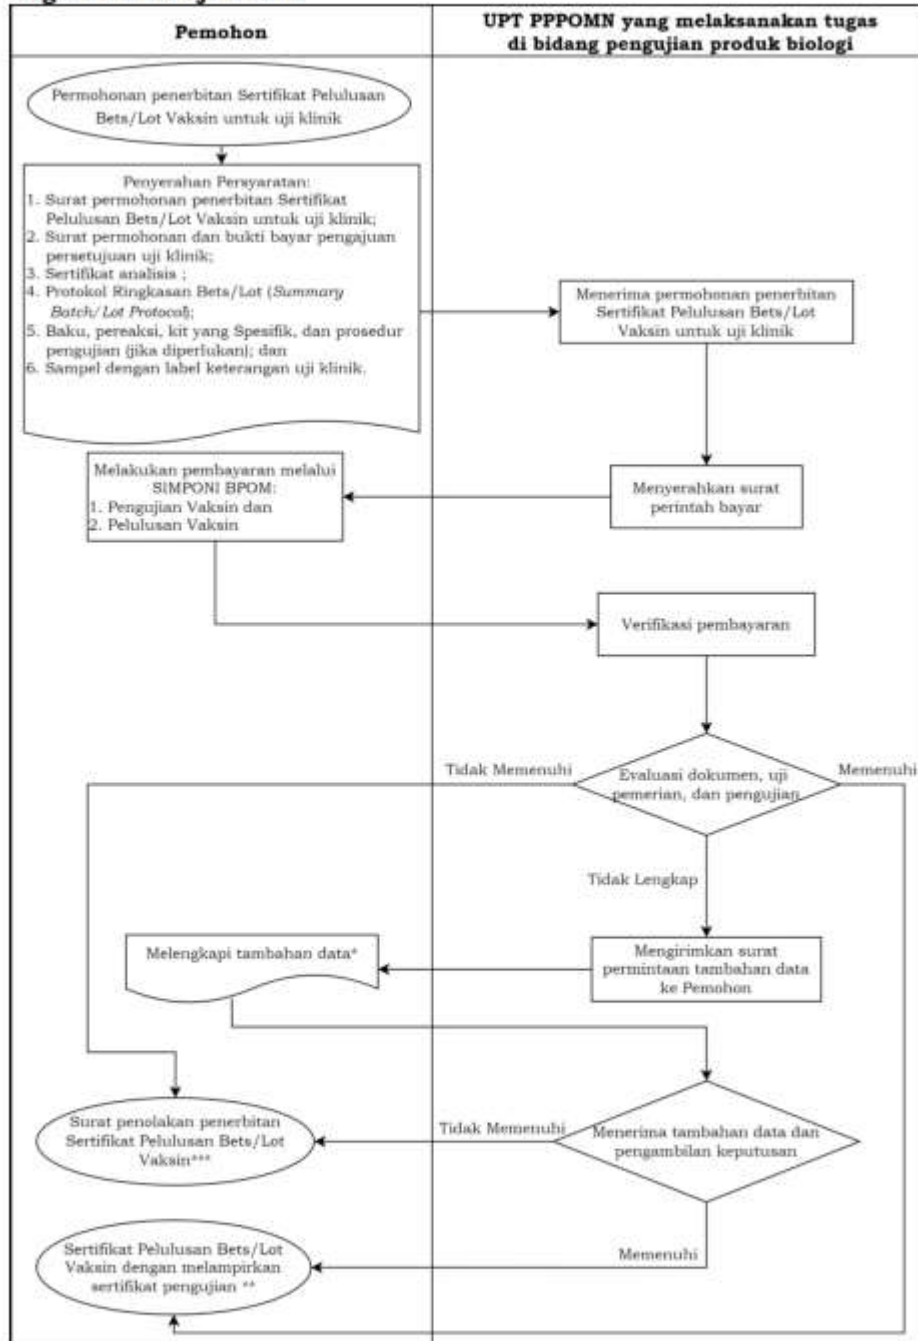 Pemohon
UPT PPPOMN yang melaksanakan tugas
di bidang pengujian produk biologi
Permohonan penerbitan Sertifikat Pelulusan
Bets/Lot Vaksin untuk uji klinik
Penyerahan Persyaratan:
1. Surat permohonan penerbitan Sertifikat
Pelulusan Bets/Lot Vaksin untuk uji klinik;
2. Surat permohonan dan bukti bayar pengajuan
persetujuan uji klinik;
3. Sertifikat analisis ;
4. Protokol Ringkasan Bets/Lot (Summary
Batch/Lot Protocol);
5. Baku, pereaksi, kit yang Spesifik, dan prosedur
pengujian (jika diperlukan); dan
6. Sampel dengan label keterangan uji klinik.
Menerima permohonan penerbitan
Sertifikat Pelulusan Bets/Lot
Vaksin untuk uji klinik
Melakukan pembayaran melalui
SIMPONI BPOM:
1. Pengujian Vaksin dan
2. Pelulusan Vaksin
Menyerahkan surat
perintah bayar
Verifikasi pembayaran
Tidak Memenuhi
Evaluasi dokumen, uji
pemerian, dan pengujian
Memenuhi
Tidak Lengkap
Melengkapi tambahan data*
Mengirimkan surat
permintaan tambahan data
ke Pemohon
Surat penolakan penerbitan
Sertifikat Pelulusan Bets/Lot
Vaksin***
Tidak Memenuhi
Menerima tambahan data dan
pengambilan keputusan
Memenuhi
Sertifikat Pelulusan Bets/Lot
Vaksin dengan melampirkan
sertifikat pengujian **